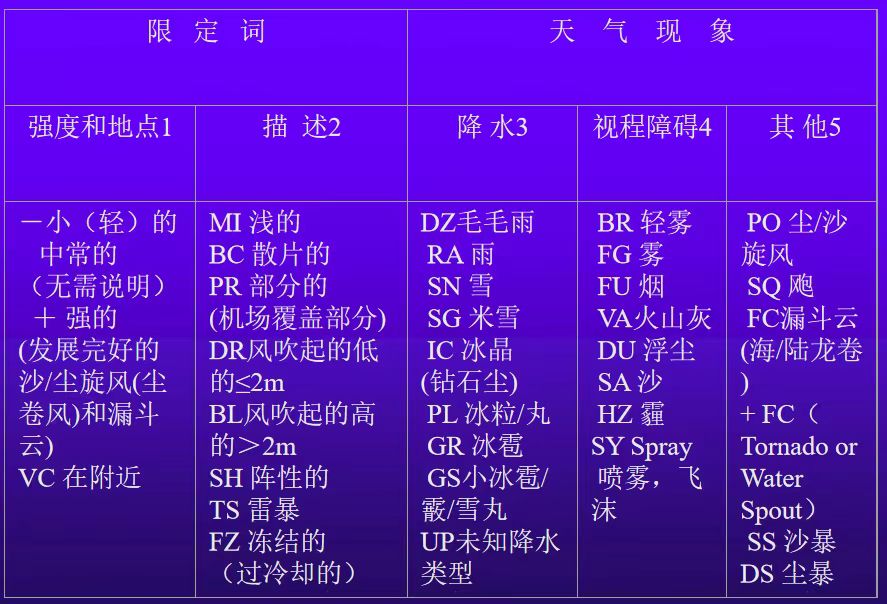 限 定 词
天 气 现 象
强度和地点1
描 述2
降 水3
视程障碍4
其 他5
－小（轻）的
中常的
（无需说明）
＋ 强的
(发展完好的
沙/尘旋风(尘
卷风)和漏斗
云)
VC 在附近
MI 浅的
BC 散片的
PR 部分的
(机场覆盖部分)
DR风吹起的低
的≤2m
BL风吹起的高
的＞2m
SH 阵性的
TS 雷暴
FZ 冻结的
（过冷却的）
DZ毛毛雨
RA 雨
SN 雪
SG 米雪
IC 冰晶
(钻石尘)
PL 冰粒/丸
GR 冰雹
GS小冰雹/
霰/雪丸
UP未知降水
类型
BR 轻雾
FG 雾
FU 烟
VA火山灰
DU 浮尘
SA 沙
HZ 霾
SY Spray
喷雾，飞
沫
PO 尘/沙
旋风
SQ 飑
FC漏斗云
(海/陆龙卷
)
+ FC（
Tornado or
Water
Spout）
SS 沙暴
DS 尘暴